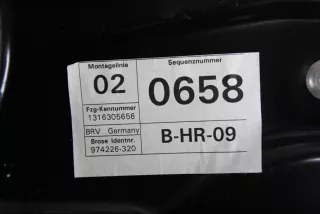 Montagelinie
02
Sequenznummer
0658
Fzg-Kennummer
1316305656
BRV Germany
Brose Identnr.
974226-320
B-HR-09